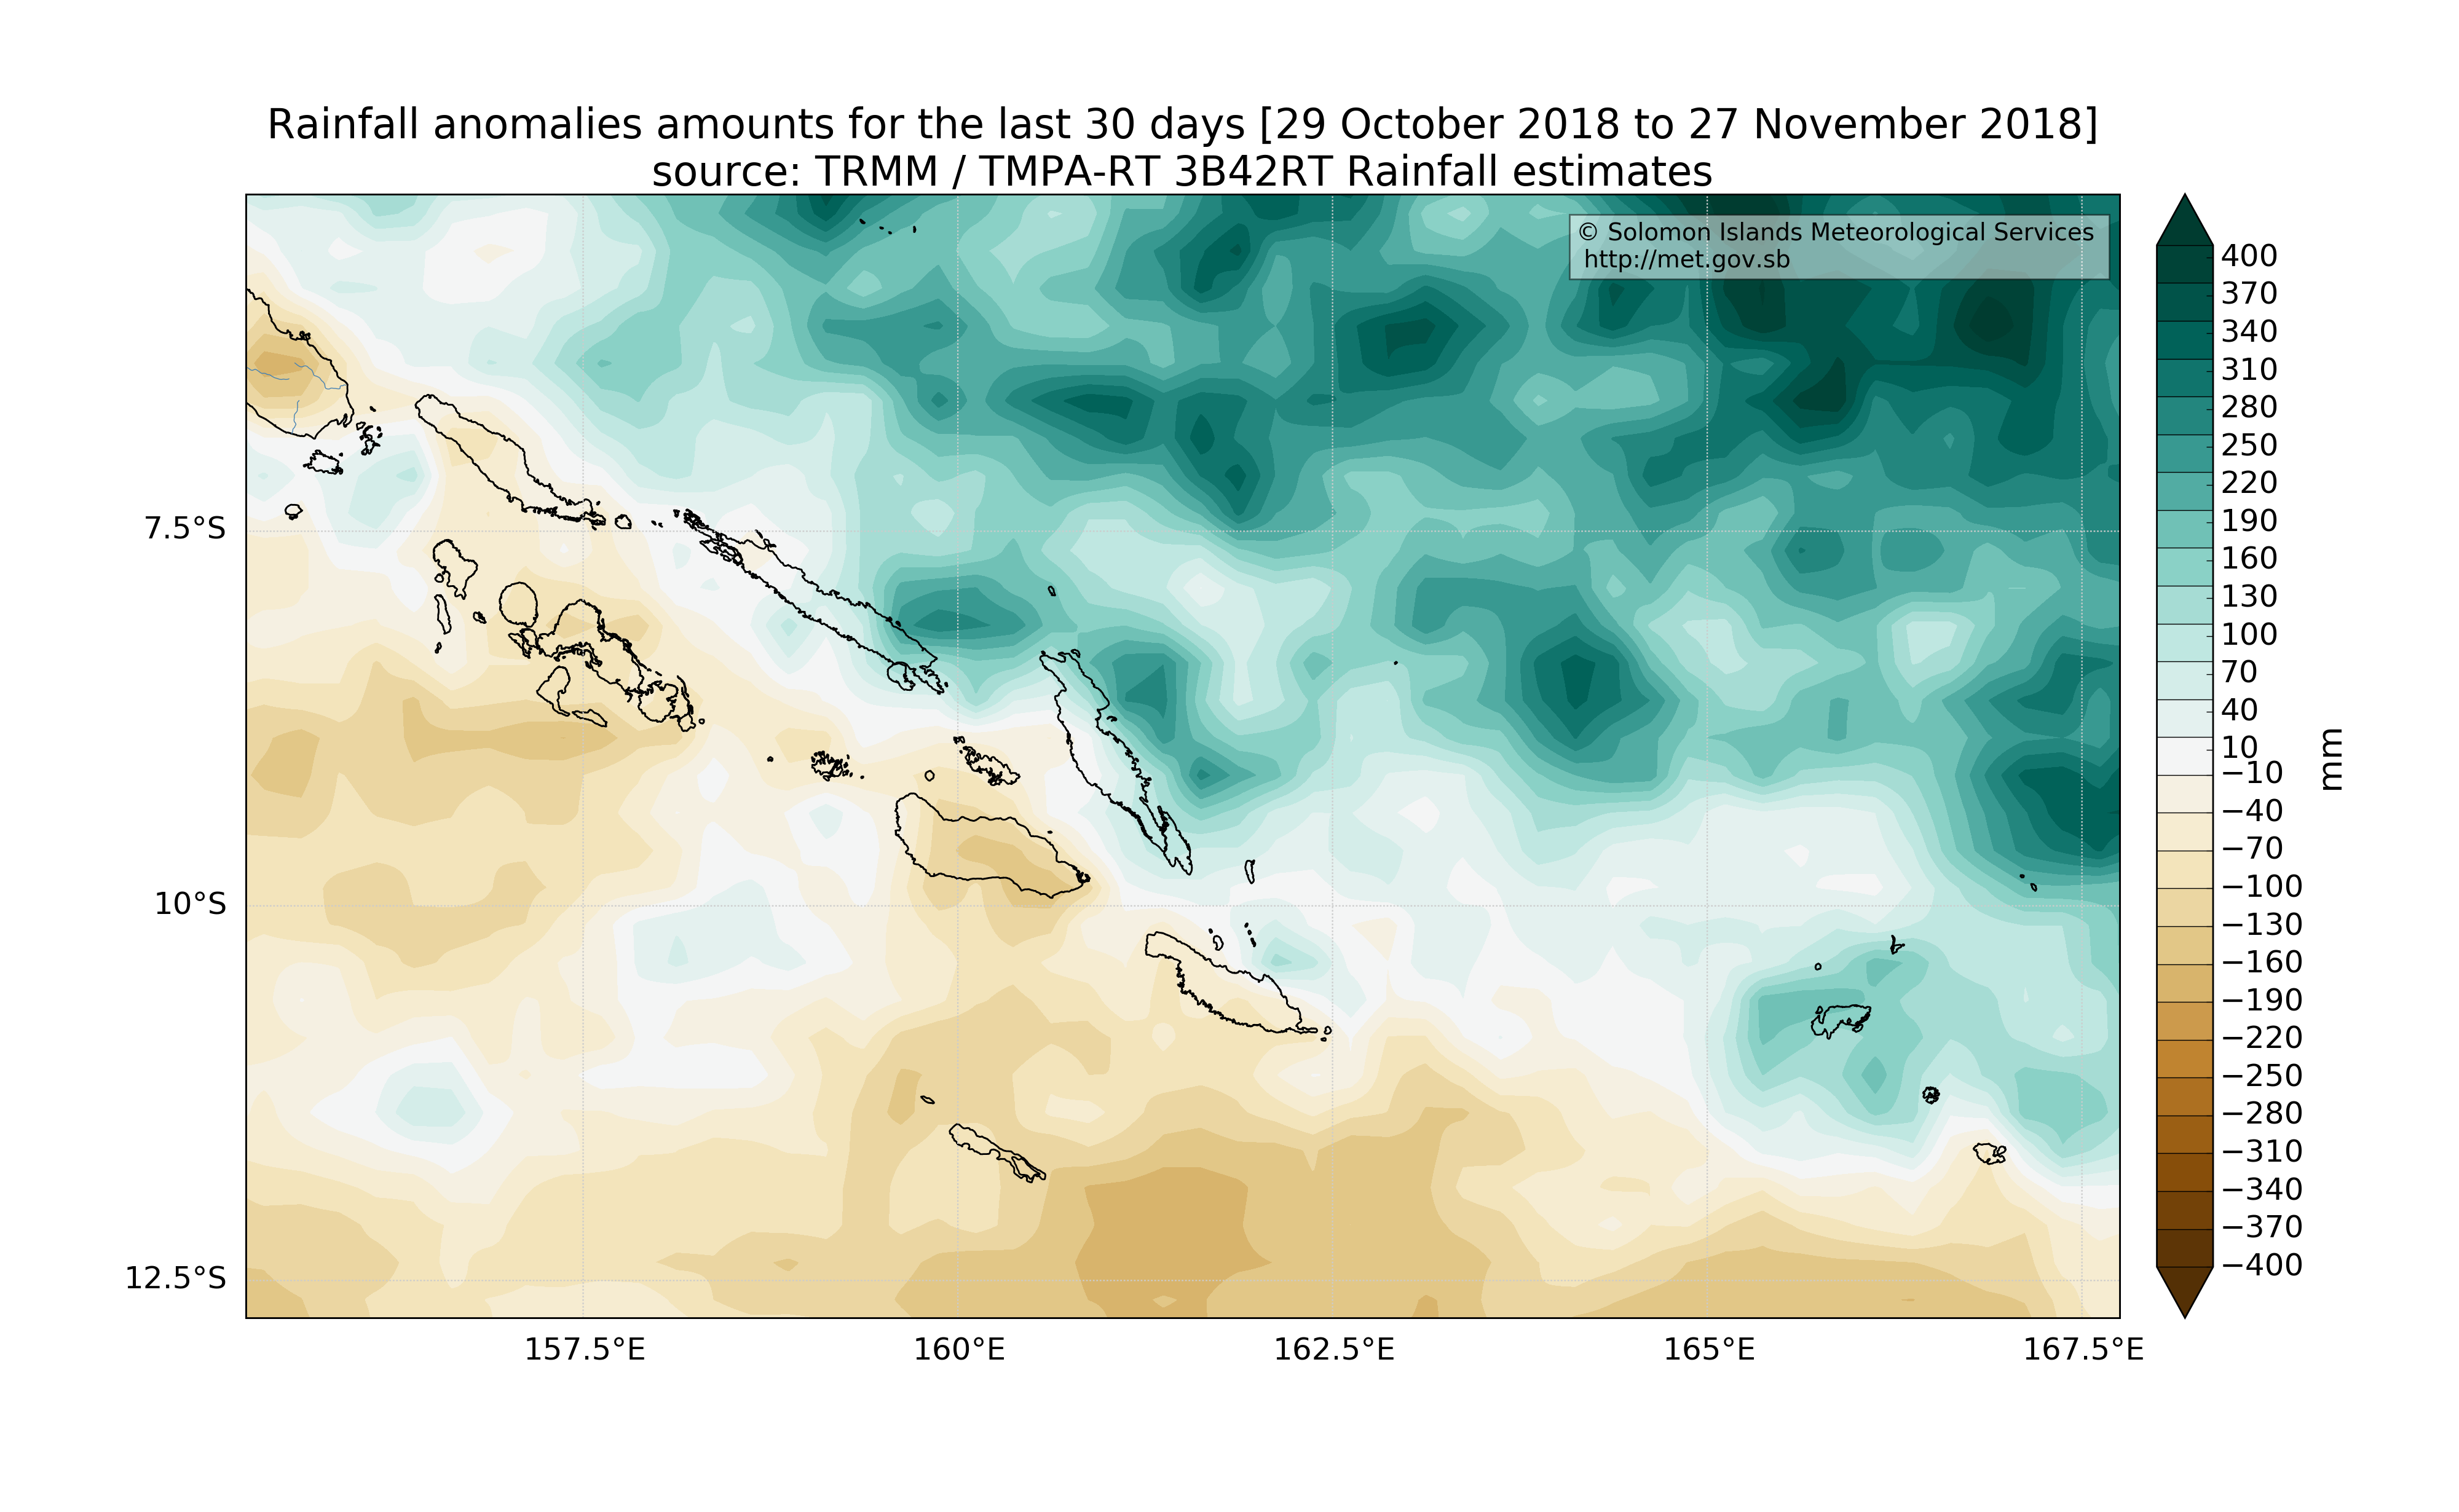 Rainfall anomalies amounts for the last 30 days [29 October 2018 to 27 November 2018]
source: TRMM / TMPA-RT 3B42RT Rainfall estimates
© Solomon Islands Meteorological Services
http://met.gov.sb
7.5°S
10°S
12.5°S
157.5°E
160°E
162.5°E
165°E
167.5°E
400
370
340
310
280
250
220
190
160
130
100
70
40
10
−10
−40
−70
−100
−130
−160
−190
−220
−250
−280
−310
−340
−370
−400
mm